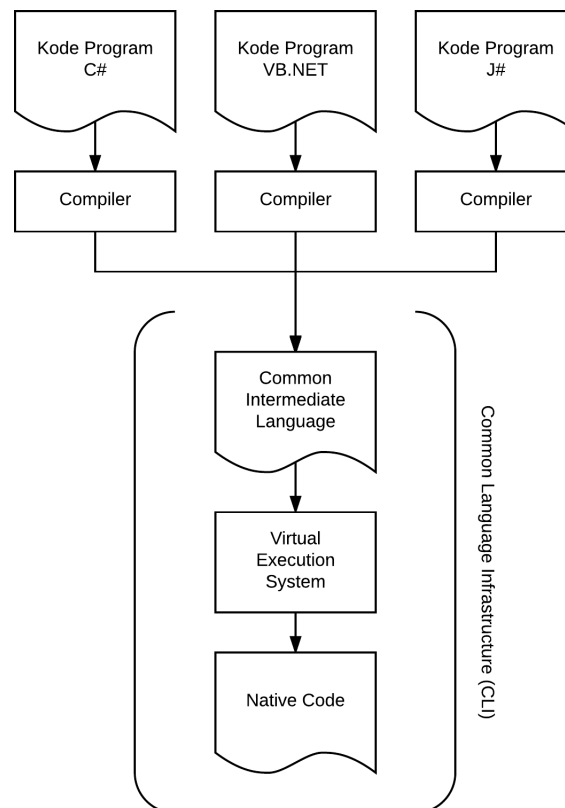 Kode Program
C#
Kode Program
VB.NET
Kode Program
J#
Compiler
Compiler
Compiler
Common
Intermediate
Language
Virtual
Execution
System
Native Code
Common Language Infrastructure (CLI)